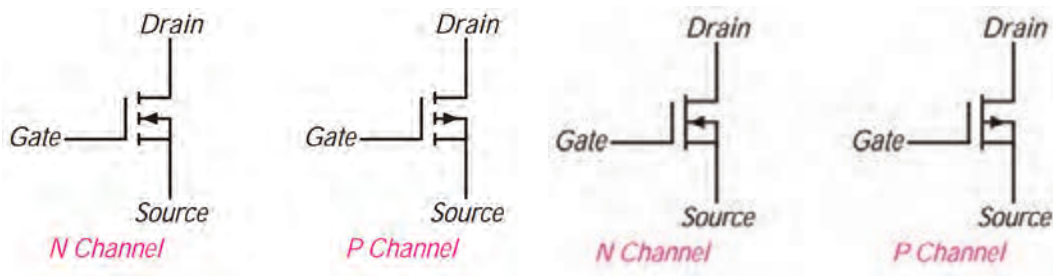 Drain
Gate
Source
N Channel
Drain
Gate
Source
P Channel
Drain
Gate
Source
N Channel
Drain
Gate
Source
P Channel